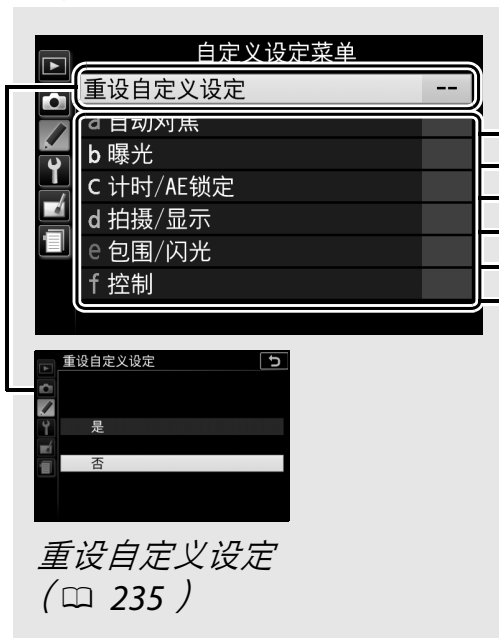 自定义设定菜单
重设自定义设定 --
a 自动对焦
b 曝光
c 计时/AE锁定
d 拍摄/显示
e 包围/闪光
f 控制
重设自定义设定
是
否
重设自定义设定
( 235 )